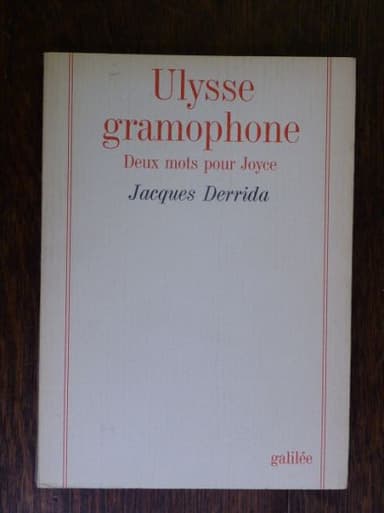 Ulysse
gramophone
Deux mots pour Joyce
Jacques Derrida
galilée